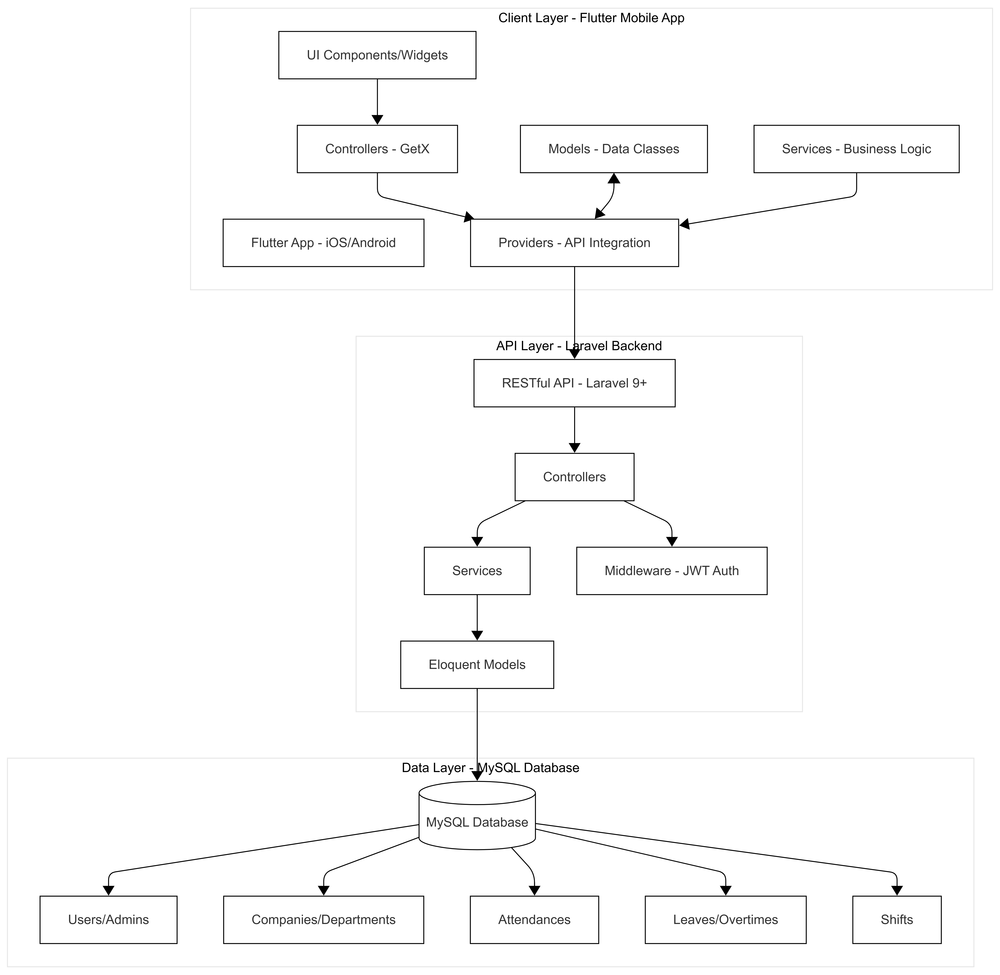 Client Layer - Flutter Mobile App
UI Components/Widgets
Controllers - GetX
Models - Data Classes
Services - Business Logic
Flutter App - iOS/Android
Providers - API Integration
API Layer - Laravel Backend
RESTful API - Laravel 9+
Controllers
Services
Middleware - JWT Auth
Eloquent Models
Data Layer - MySQL Database
MySQL Database
Users/Admins
Companies/Departments
Attendances
Leaves/Overtimes
Shifts